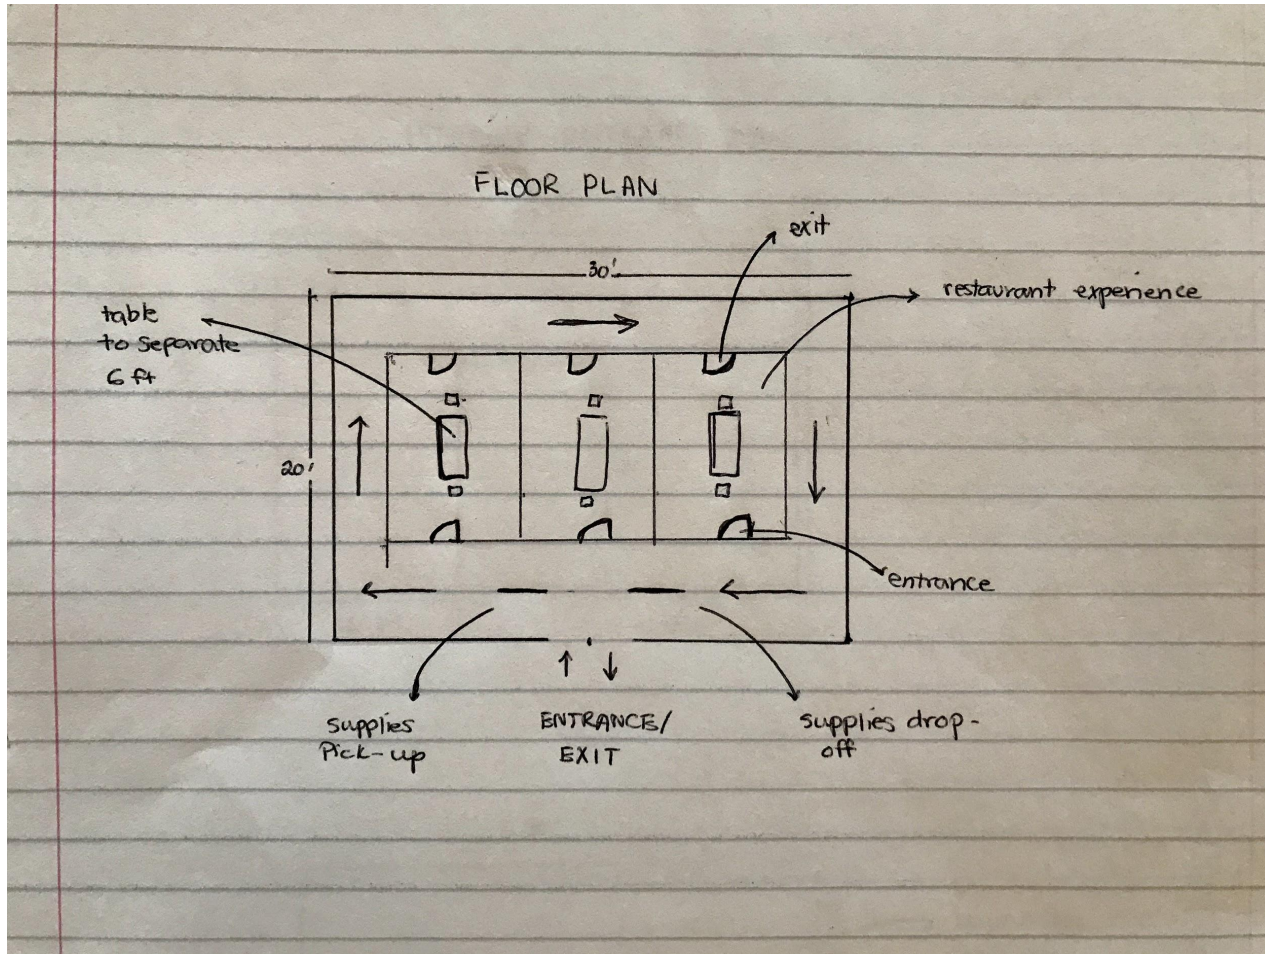 FLOOR PLAN
exit
30'
restaurant experience
table
to separate
6 ft
20'
entrance
supplies
Pick-up
ENTRANCE/
EXIT
supplies drop-
off